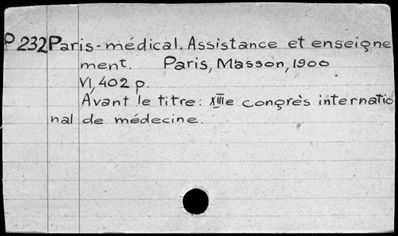 P 232 Paris-médical. Assistance et enseigne
ment. Paris, Masson, 1900
VI, 402 p.
Avant le titre: XIIIe congrès internatio
nal de médecine.